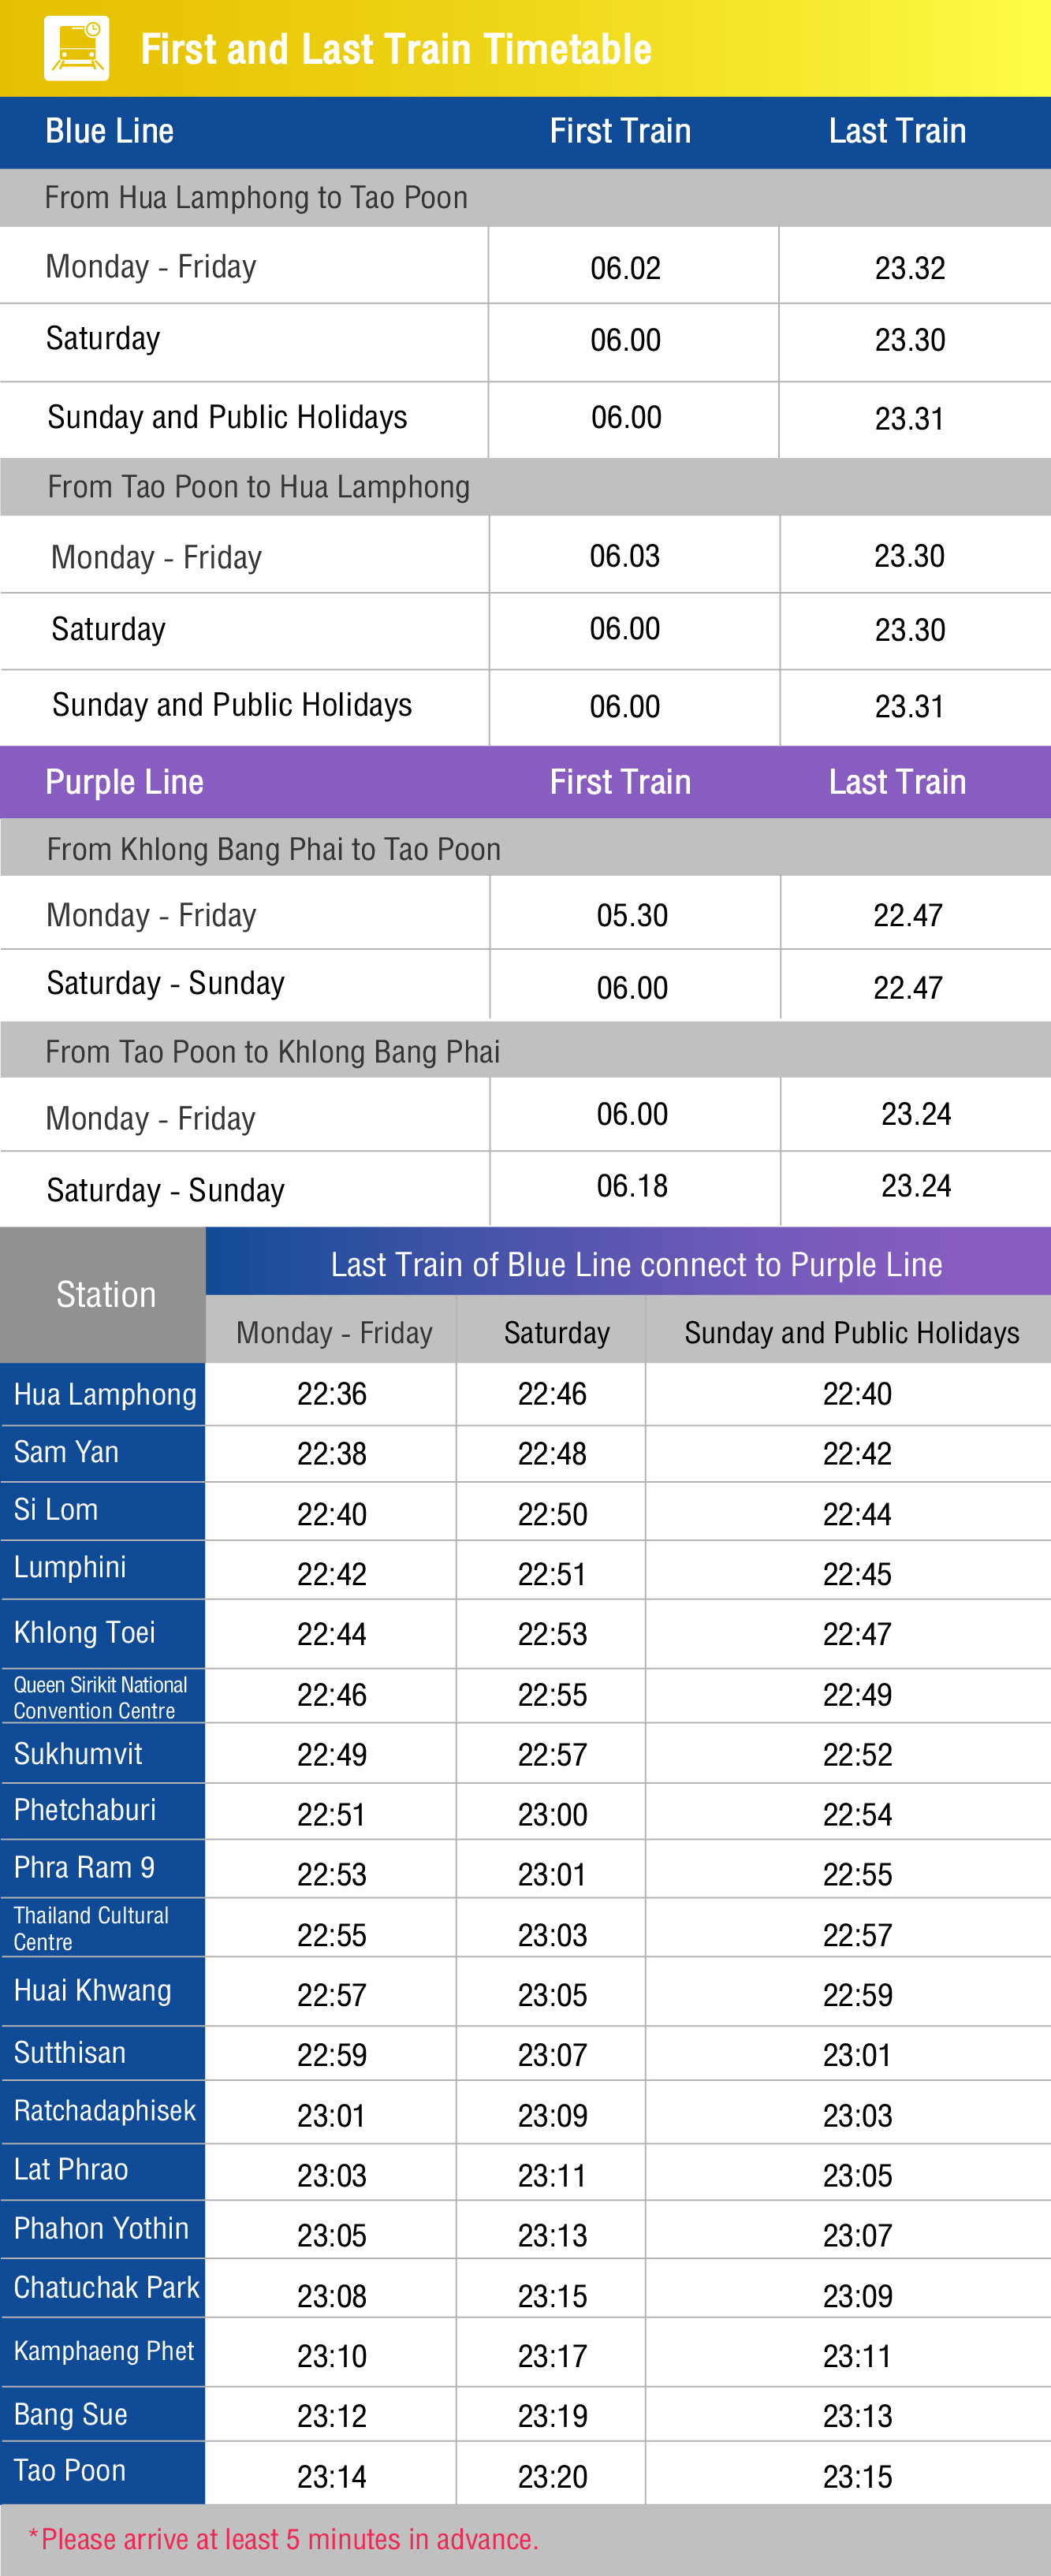 First and Last Train Timetable
Blue Line First Train Last Train
From Hua Lamphong to Tao Poon
Monday - Friday 06.02 23.32
Saturday 06.00 23.30
Sunday and Public Holidays 06.00 23.31
From Tao Poon to Hua Lamphong
Monday - Friday 06.03 23.30
Saturday 06.00 23.30
Sunday and Public Holidays 06.00 23.31
Purple Line First Train Last Train
From Khlong Bang Phai to Tao Poon
Monday - Friday 05.30 22.47
Saturday - Sunday 06.00 22.47
From Tao Poon to Khlong Bang Phai
Monday - Friday 06.00 23.24
Saturday - Sunday 06.18 23.24
Station
Last Train of Blue Line connect to Purple Line
Monday - Friday Saturday Sunday and Public Holidays
Hua Lamphong 22:36 22:46 22:40
Sam Yan 22:38 22:48 22:42
Si Lom 22:40 22:50 22:44
Lumphini 22:42 22:51 22:45
Khlong Toei 22:44 22:53 22:47
Queen Sirikit National
Convention Centre 22:46 22:55 22:49
Sukhumvit 22:49 22:57 22:52
Phetchaburi 22:51 23:00 22:54
Phra Ram 9 22:53 23:01 22:55
Thailand Cultural
Centre 22:55 23:03 22:57
Huai Khwang 22:57 23:05 22:59
Sutthisan 22:59 23:07 23:01
Ratchadaphisek 23:01 23:09 23:03
Lat Phrao 23:03 23:11 23:05
Phahon Yothin 23:05 23:13 23:07
Chatuchak Park 23:08 23:15 23:09
Kamphaeng Phet 23:10 23:17 23:11
Bang Sue 23:12 23:19 23:13
Tao Poon 23:14 23:20 23:15
*Please arrive at least 5 minutes in advance.